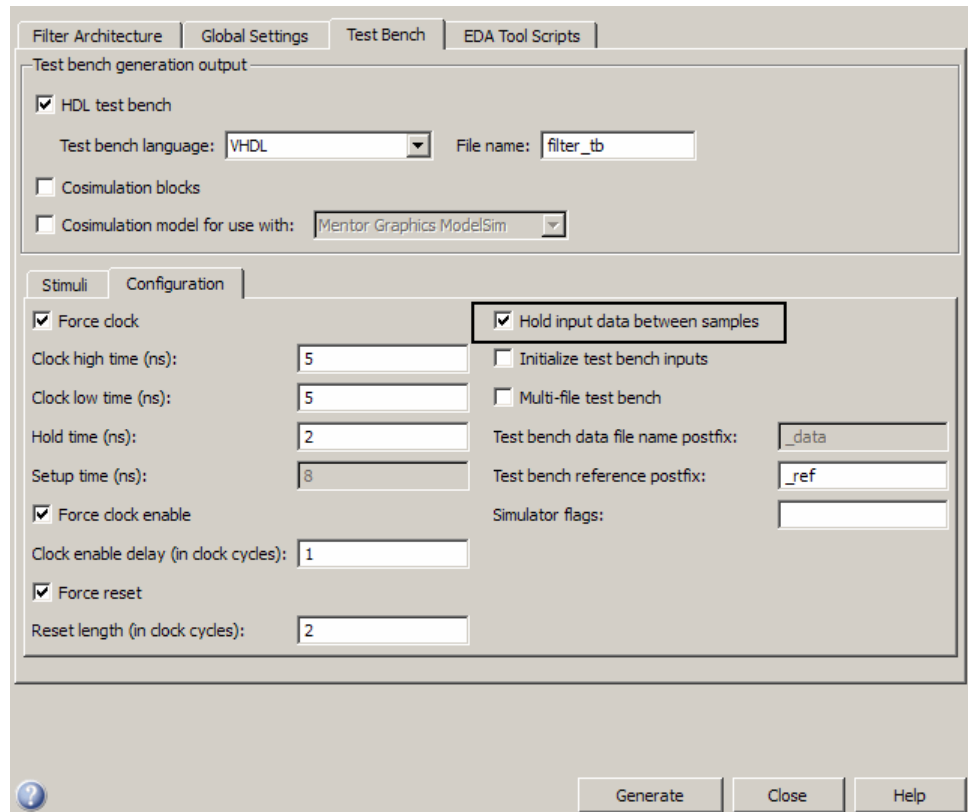 Filter Architecture Global Settings Test Bench EDA Tool Scripts
Test bench generation output
HDL test bench
Test bench language: VHDL File name: filter_tb
Cosimulation blocks
Cosimulation model for use with: Mentor Graphics ModelSim
Stimuli Configuration
Force clock
Clock high time (ns): 5
Clock low time (ns): 5
Hold time (ns): 2
Setup time (ns): 8
Force clock enable
Clock enable delay (in clock cycles): 1
Force reset
Reset length (in clock cycles): 2
Hold input data between samples
Initialize test bench inputs
Multi-file test bench
Test bench data file name postfix: _data
Test bench reference postfix: _ref
Simulator flags:
? Generate Close Help